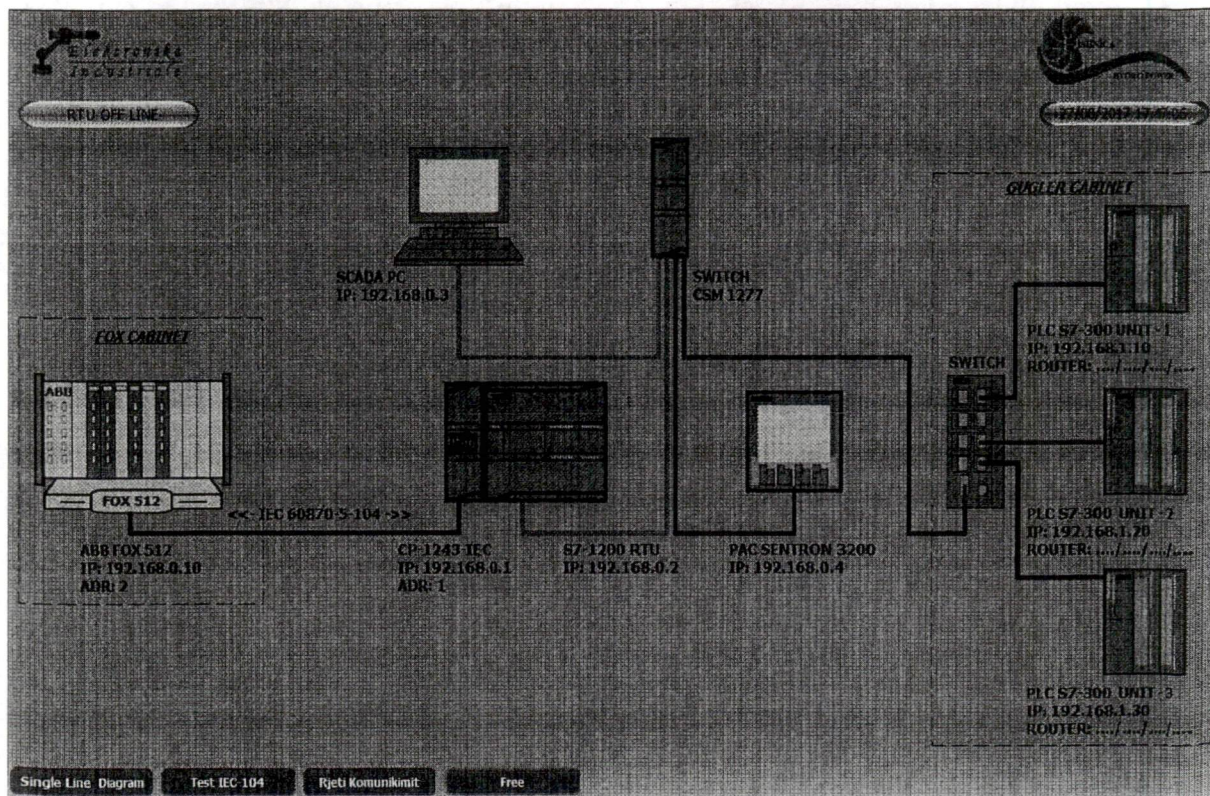 Elektronika
Industriale
RTU OFF LINE
GUGLER CABINET
SCADA PC
IP: 192.168.0.3
SWITCH
CSM 1277
FOX CABINET
ABB
FOX 512
<<- IEC 60870-5-104 ->>
ABB FOX 512
IP: 192.168.0.10
ADR: 2
CP-1243-IEC
IP: 192.168.0.1
ADR: 1
S7-1200 RTU
IP: 192.168.0.2
PAC SENTRON 3200
IP: 192.168.0.4
SWITCH
PLC S7-300 UNIT -1
IP: 192.168.1.10
ROUTER: ..../..../..../....
PLC S7-300 UNIT -2
IP: 192.168.1.20
ROUTER: ..../..../..../....
PLC S7-300 UNIT -3
IP: 192.168.1.30
ROUTER: ..../..../..../....
Single Line Diagram
Test IEC-104
Rjeti Komunikimit
Free